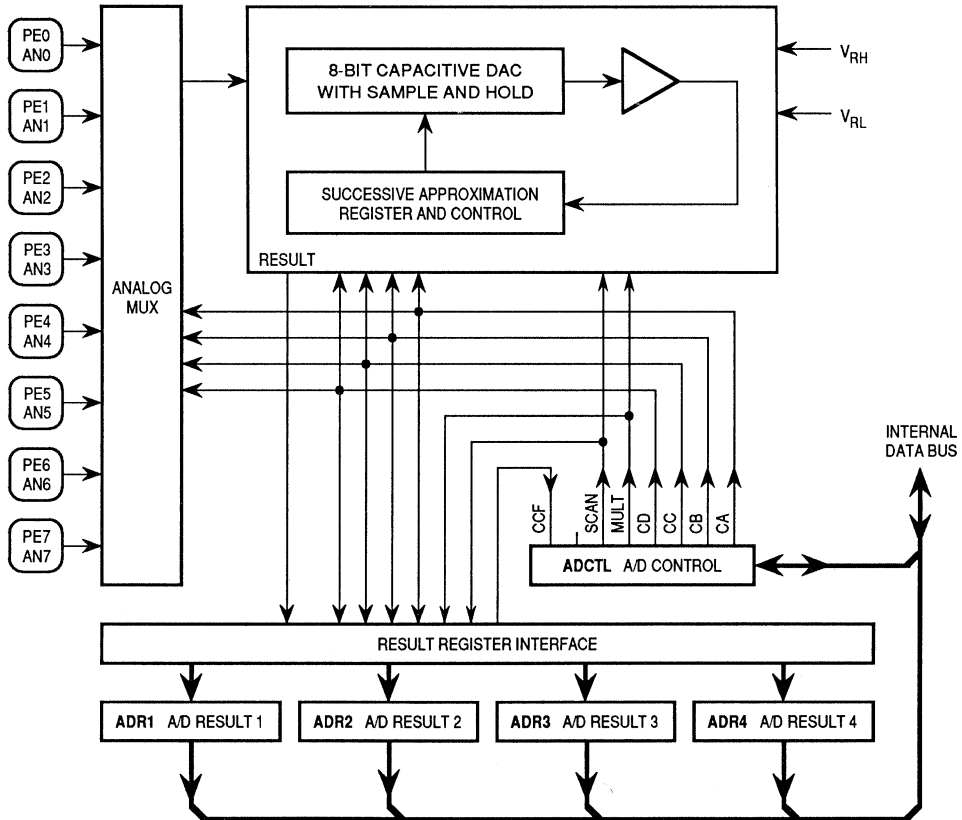 PE0
AN0
PE1
AN1
PE2
AN2
PE3
AN3
PE4
AN4
PE5
AN5
PE6
AN6
PE7
AN7
ANALOG
MUX
8-BIT CAPACITIVE DAC
WITH SAMPLE AND HOLD
SUCCESSIVE APPROXIMATION
REGISTER AND CONTROL
RESULT
VRH
VRL
INTERNAL
DATA BUS
CCF
SCAN
MULT
CD
CC
CB
CA
ADCTL A/D CONTROL
RESULT REGISTER INTERFACE
ADR1 A/D RESULT 1
ADR2 A/D RESULT 2
ADR3 A/D RESULT 3
ADR4 A/D RESULT 4